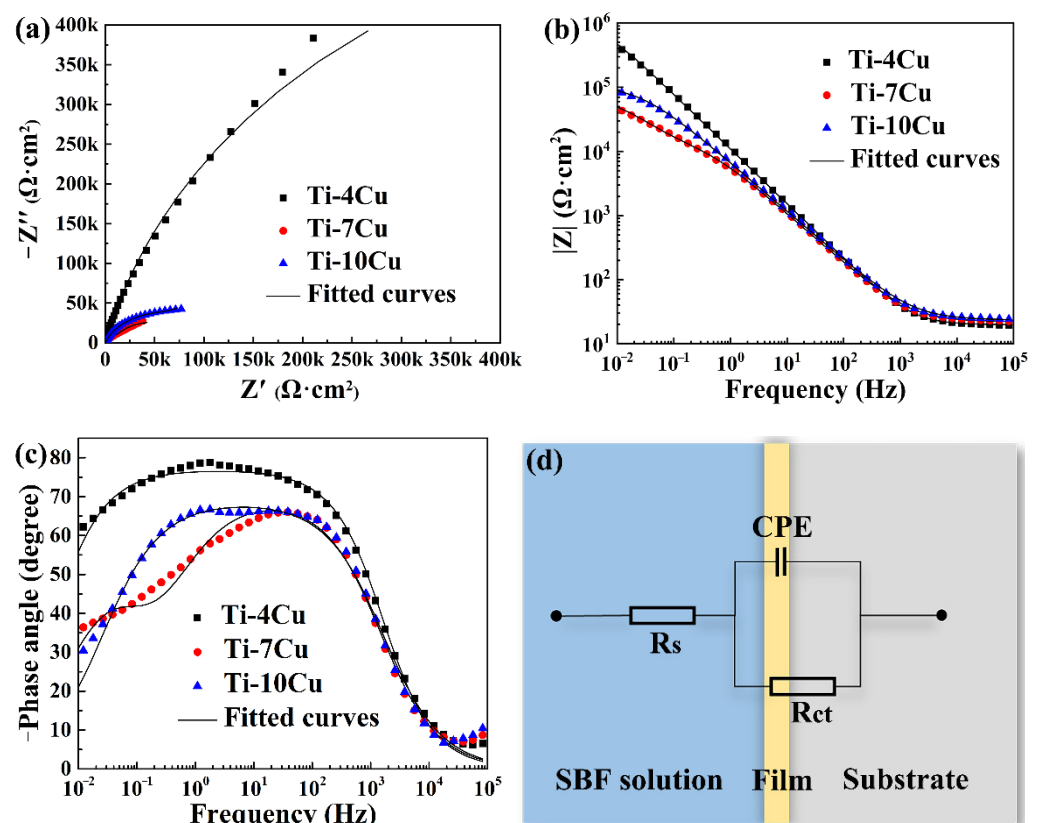 (a)
400k
350k
300k
250k
200k
150k
100k
50k
0
−Z″ (Ω·cm²)
Ti-4Cu
Ti-7Cu
Ti-10Cu
Fitted curves
0 50k 100k 150k 200k 250k 300k 350k 400k
Z′ (Ω·cm²)
(b)
10⁶
10⁵
10⁴
10³
10²
10¹
|Z| (Ω·cm²)
Ti-4Cu
Ti-7Cu
Ti-10Cu
Fitted curves
10⁻² 10⁻¹ 10⁰ 10¹ 10² 10³ 10⁴ 10⁵
Frequency (Hz)
(c)
80
70
60
50
40
30
20
10
0
−Phase angle (degree)
Ti-4Cu
Ti-7Cu
Ti-10Cu
Fitted curves
10⁻² 10⁻¹ 10⁰ 10¹ 10² 10³ 10⁴ 10⁵
Frequency (Hz)
(d)
CPE
Rs
Rct
SBF solution Film Substrate